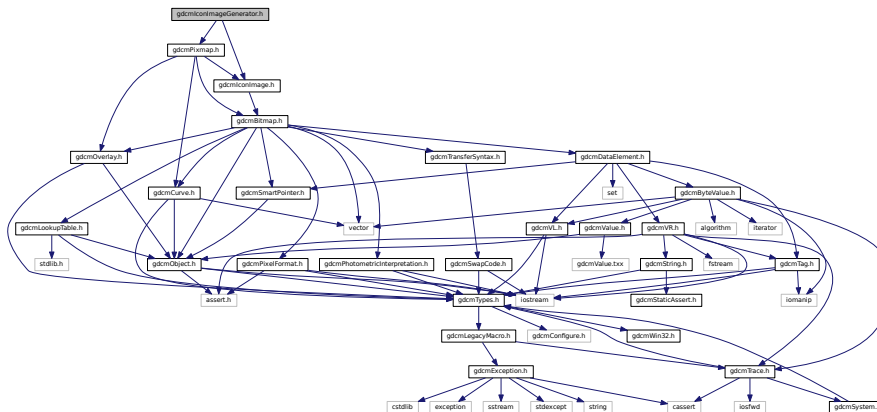 gdcmIconImageGenerator.h
gdcmPixmap.h
gdcmIconImage.h
gdcmBitmap.h
gdcmOverlay.h
gdcmTransferSyntax.h
gdcmDataElement.h
gdcmCurve.h
gdcmSmartPointer.h
set
gdcmByteValue.h
gdcmLookupTable.h
vector
gdcmVL.h
gdcmValue.h
gdcmVR.h
algorithm
iterator
stdlib.h
gdcmObject.h
gdcmPixelFormat.h
gdcmPhotometricInterpretation.h
gdcmSwapCode.h
gdcmValue.txx
gdcmString.h
fstream
gdcmTag.h
assert.h
gdcmTypes.h
iostream
gdcmStaticAssert.h
iomanip
gdcmLegacyMacro.h
gdcmConfigure.h
gdcmWin32.h
gdcmException.h
gdcmTrace.h
cstdlib
exception
sstream
stdexcept
string
cassert
iosfwd
gdcmSystem.